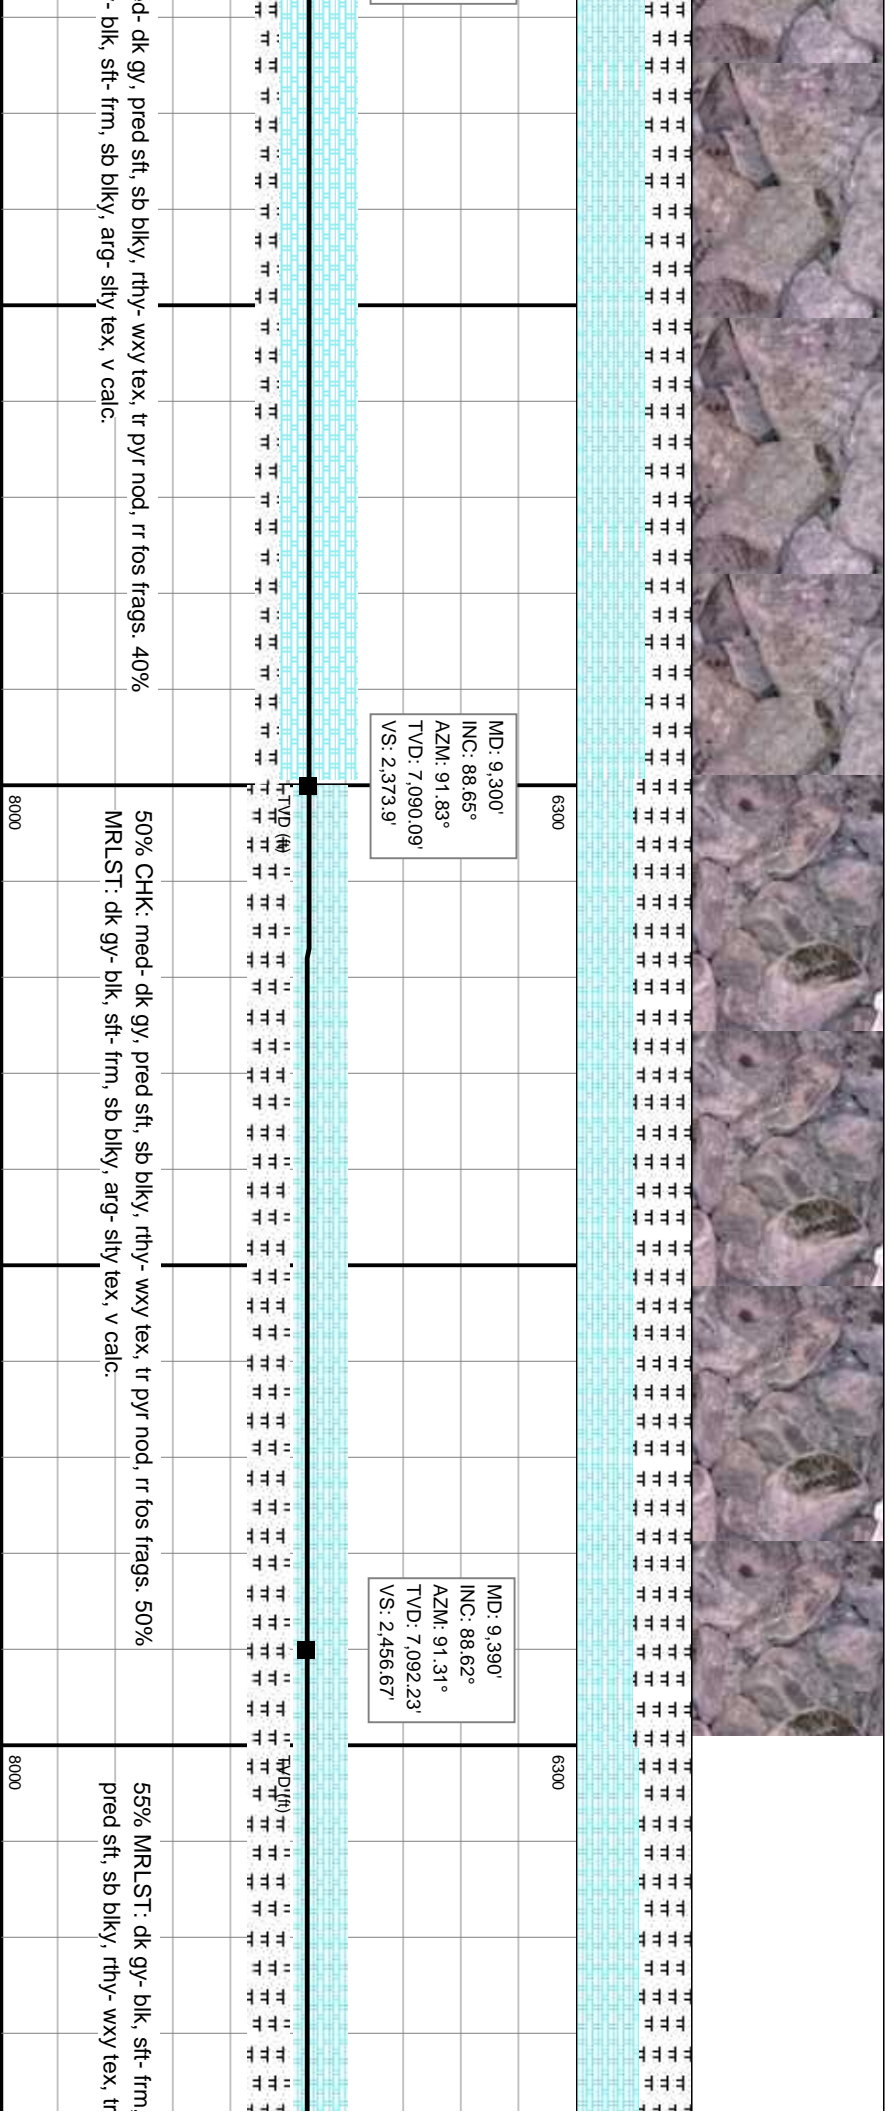 ed- dk gy, pred sft, sb blky, rthy- wxy tex, tr pyr nod, rr fos frags. 40%
- blk, sft- frm, sb blky, arg- slty tex, v calc.
MD: 9,300'
INC: 88.65°
AZM: 91.83°
TVD: 7,090.09'
VS: 2,373.9'
6300
TVD (ft)
8000
50% CHK: med- dk gy, pred sft, sb blky, rthy- wxy tex, tr pyr nod, rr fos frags. 50%
MRLST: dk gy- blk, sft- frm, sb blky, arg- slty tex, v calc.
MD: 9,390'
INC: 88.62°
AZM: 91.31°
TVD: 7,092.23'
VS: 2,456.67'
6300
TVD (ft)
8000
55% MRLST: dk gy- blk, sft- frm,
pred sft, sb blky, rthy- wxy tex, tr